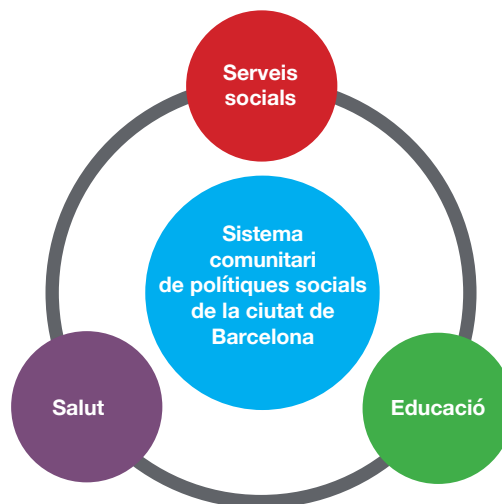 Serveis
socials
Sistema
comunitari
de polítiques socials
de la ciutat de
Barcelona
Salut
Educació